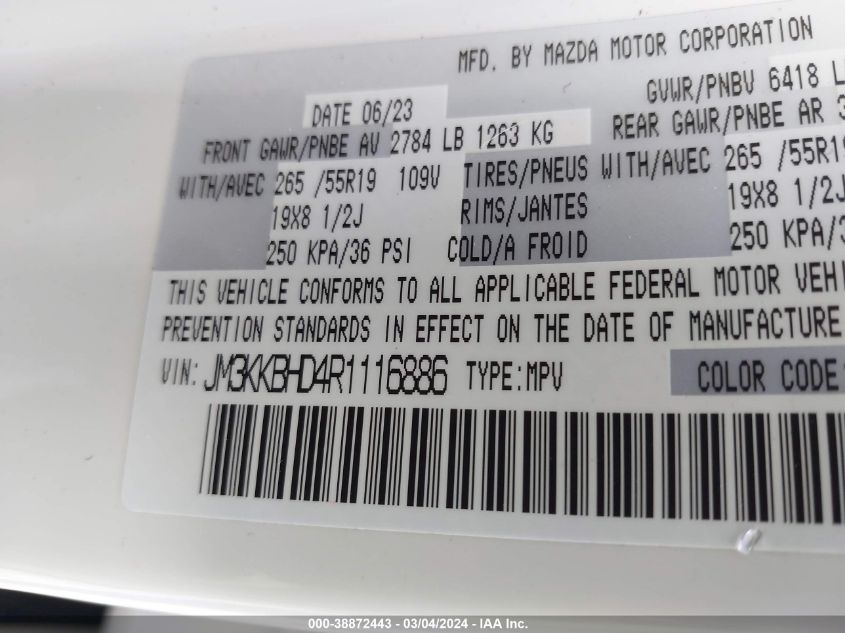 MFD. BY MAZDA MOTOR CORPORATION
DATE 06/23 GVWR/PNBV 6418
FRONT GAWR/PNBE AV 2784 LB 1263 KG REAR GAWR/PNBE AR
WITH/AVEC 265 /55R19 109V TIRES/PNEUS WITH/AVEC 265 /55R19
19X8 1/2J RIMS/JANTES 19X8 1/2J
250 KPA/36 PSI COLD/A FROID 250 KPA/
THIS VEHICLE CONFORMS TO ALL APPLICABLE FEDERAL MOTOR VEHI
PREVENTION STANDARDS IN EFFECT ON THE DATE OF MANUFACTURE
VIN: JM3KKBHD4R1116886 TYPE:MPV COLOR CODE:
000-38872443 - 03/04/2024 - IAA Inc.